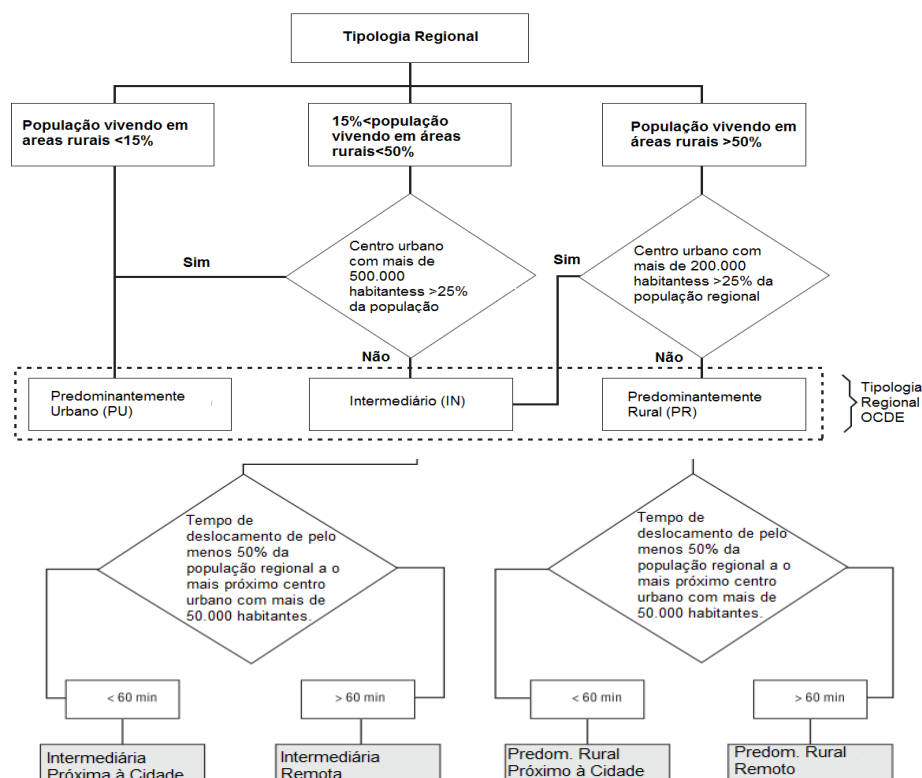 Tipologia Regional
População vivendo em
areas rurais <15%
15%<população
vivendo em áreas
rurais<50%
População vivendo em
áreas rurais >50%
Centro urbano
com mais de
500.000
habitantess >25%
da população
Sim
Centro urbano com
mais de 200.000
habitantess >25% da
população regional
Sim
Não
Não
Predominantemente
Urbano (PU)
Intermediário (IN)
Predominantemente
Rural (PR)
Tipologia
Regional
OCDE
Tempo de
deslocamento de pelo
menos 50% da
população regional a o
mais próximo centro
urbano com mais de
50.000 habitantes.
Tempo de
deslocamento de pelo
menos 50% da
população regional a o
mais próximo centro
urbano com mais de
50.000 habitantes.
< 60 min
> 60 min
< 60 min
> 60 min
Intermediária
Próxima à Cidade
Intermediária
Remota
Predom. Rural
Próximo à Cidade
Predom. Rural
Remoto